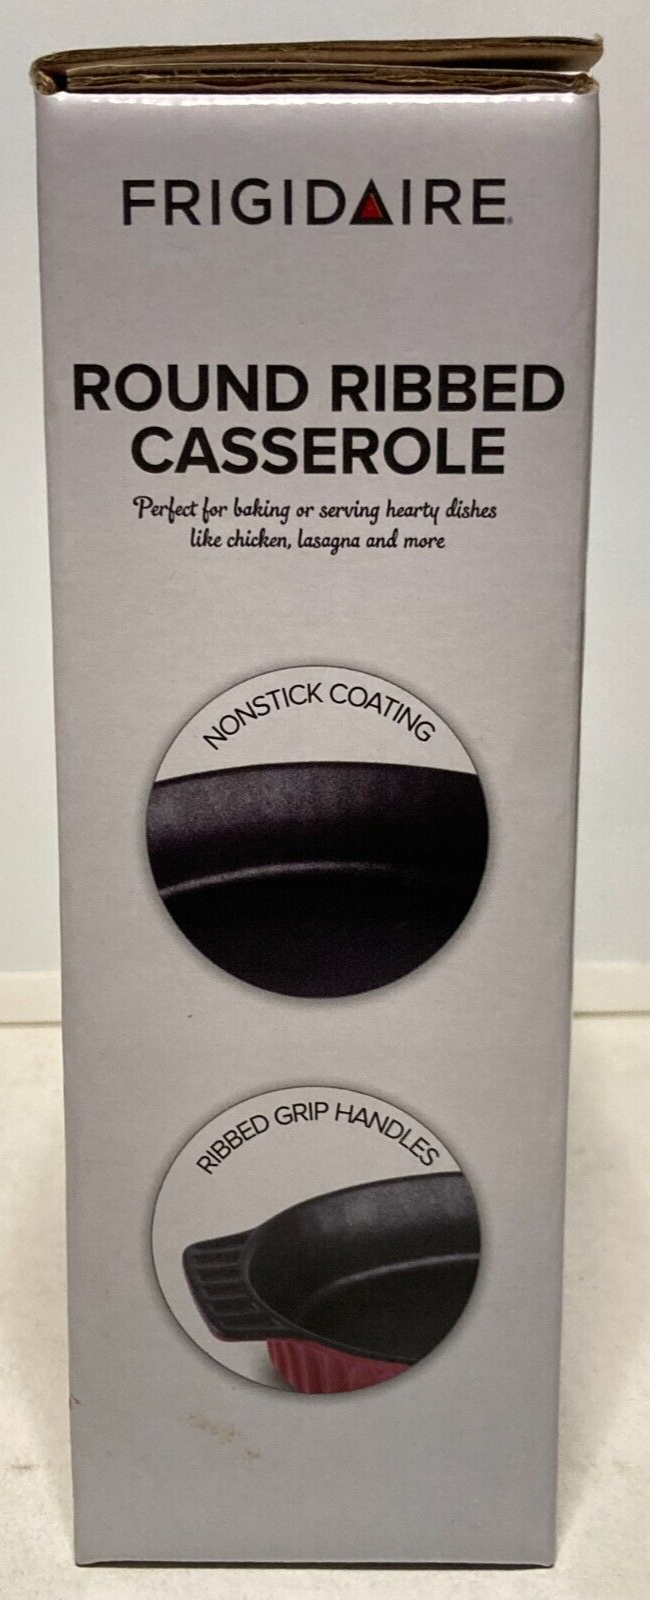 FRIGIDAIRE®
ROUND RIBBED
CASSEROLE
Perfect for baking or serving hearty dishes
like chicken, lasagna and more
NONSTICK COATING
RIBBED GRIP HANDLES